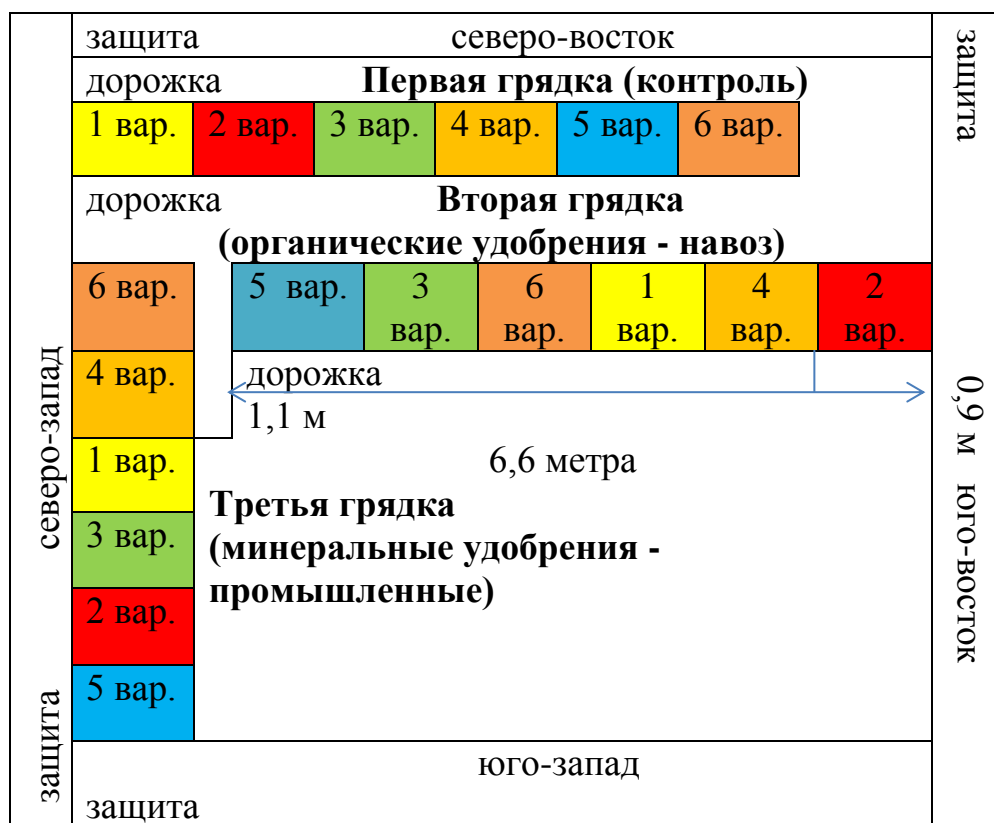 защита северо-восток
дорожка Первая грядка (контроль)
1 вар. 2 вар. 3 вар. 4 вар. 5 вар. 6 вар.
дорожка Вторая грядка
(органические удобрения - навоз)
6 вар. 5 вар. 3 вар. 6 вар. 1 вар. 4 вар. 2 вар.
4 вар. дорожка
1,1 м
1 вар. 6,6 метра
Третья грядка
3 вар. (минеральные удобрения -
промышленные)
2 вар.
5 вар.
юго-запад
защита
защита северо-запад
защита 0,9 м юго-восток